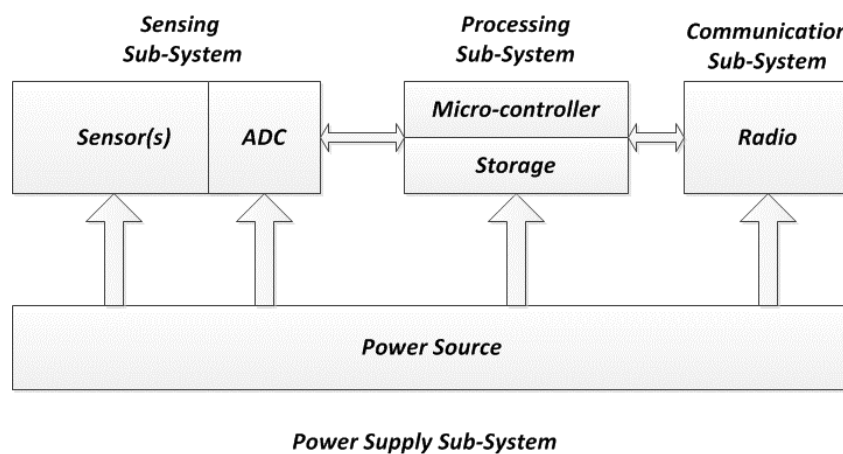 Sensing
Sub-System
Processing
Sub-System
Communication
Sub-System
Sensor(s)
ADC
Micro-controller
Storage
Radio
Power Source
Power Supply Sub-System